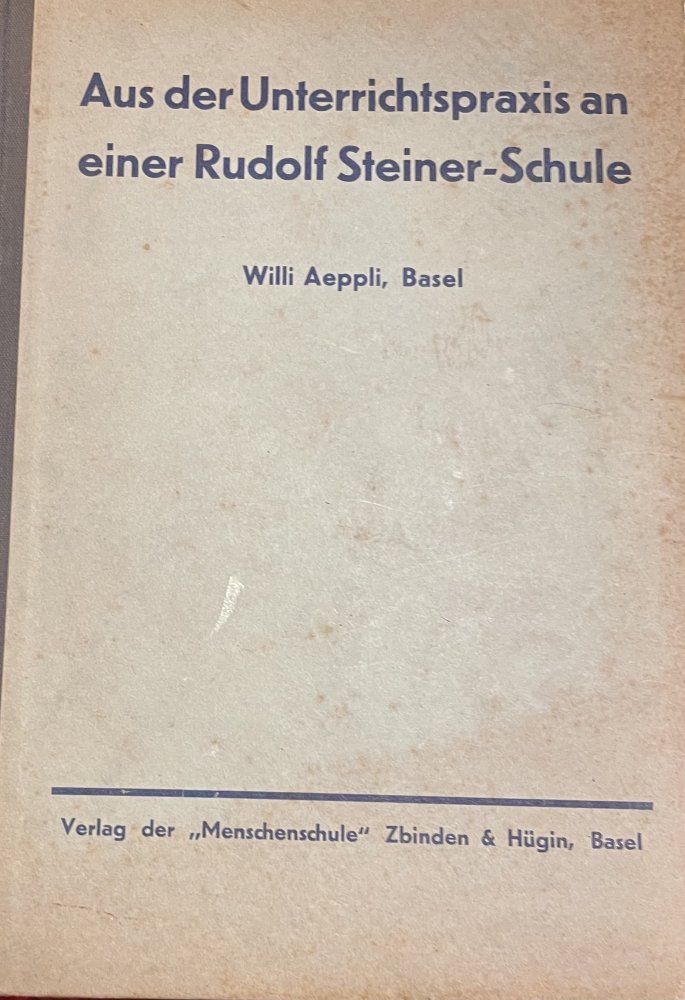 Aus der Unterrichtspraxis an
einer Rudolf Steiner-Schule
Willi Aeppli, Basel
Verlag der „Menschenschule" Zbinden & Hügin, Basel